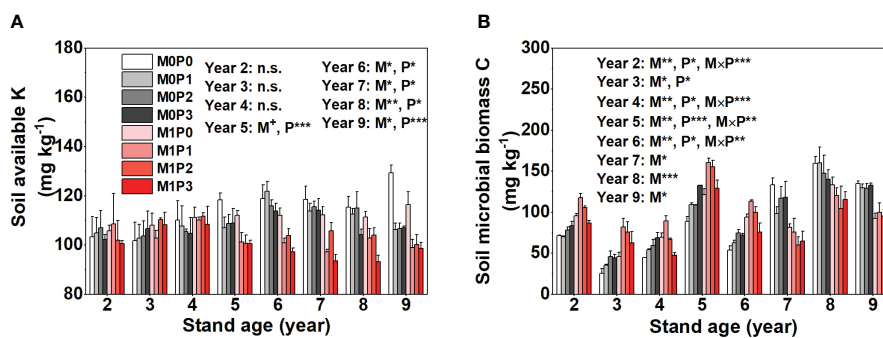 A
Soil available K
(mg kg-1)
180
160
140
120
100
80
M0P0
M0P1
M0P2
M0P3
M1P0
M1P1
M1P2
M1P3
Year 2: n.s.
Year 3: n.s.
Year 4: n.s.
Year 5: M+, P***
Year 6: M*, P*
Year 7: M*, P*
Year 8: M**, P*
Year 9: M*, P***
2 3 4 5 6 7 8 9
Stand age (year)
B
Soil microbial biomass C
(mg kg-1)
300
250
200
150
100
50
0
Year 2: M**, P*, M×P***
Year 3: M*, P*
Year 4: M**, P*, M×P***
Year 5: M**, P***, M×P**
Year 6: M**, P*, M×P**
Year 7: M*
Year 8: M***
Year 9: M*
2 3 4 5 6 7 8 9
Stand age (year)